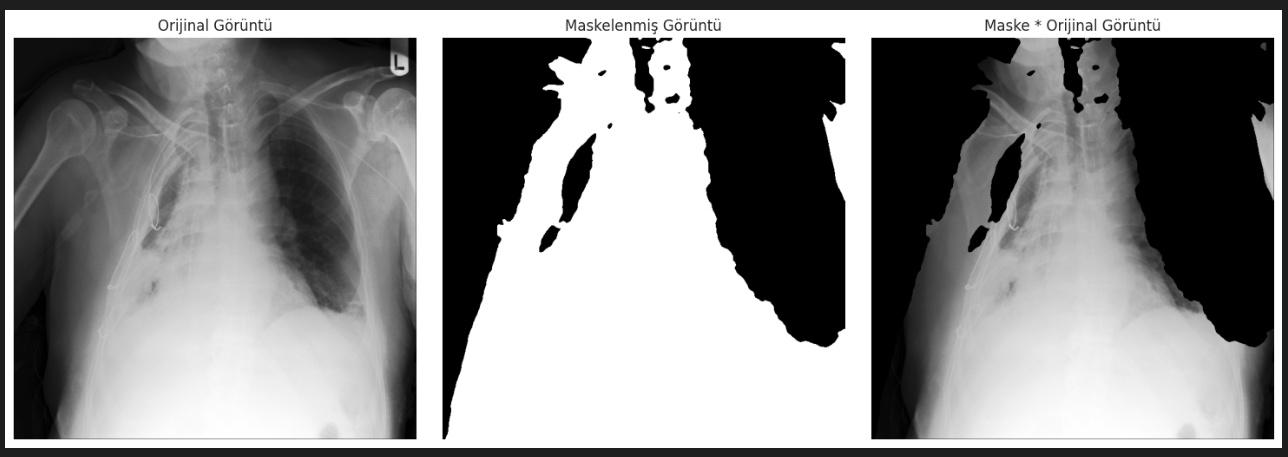 Orijinal Görüntü
Maskelenmiş Görüntü
Maske * Orijinal Görüntü
L